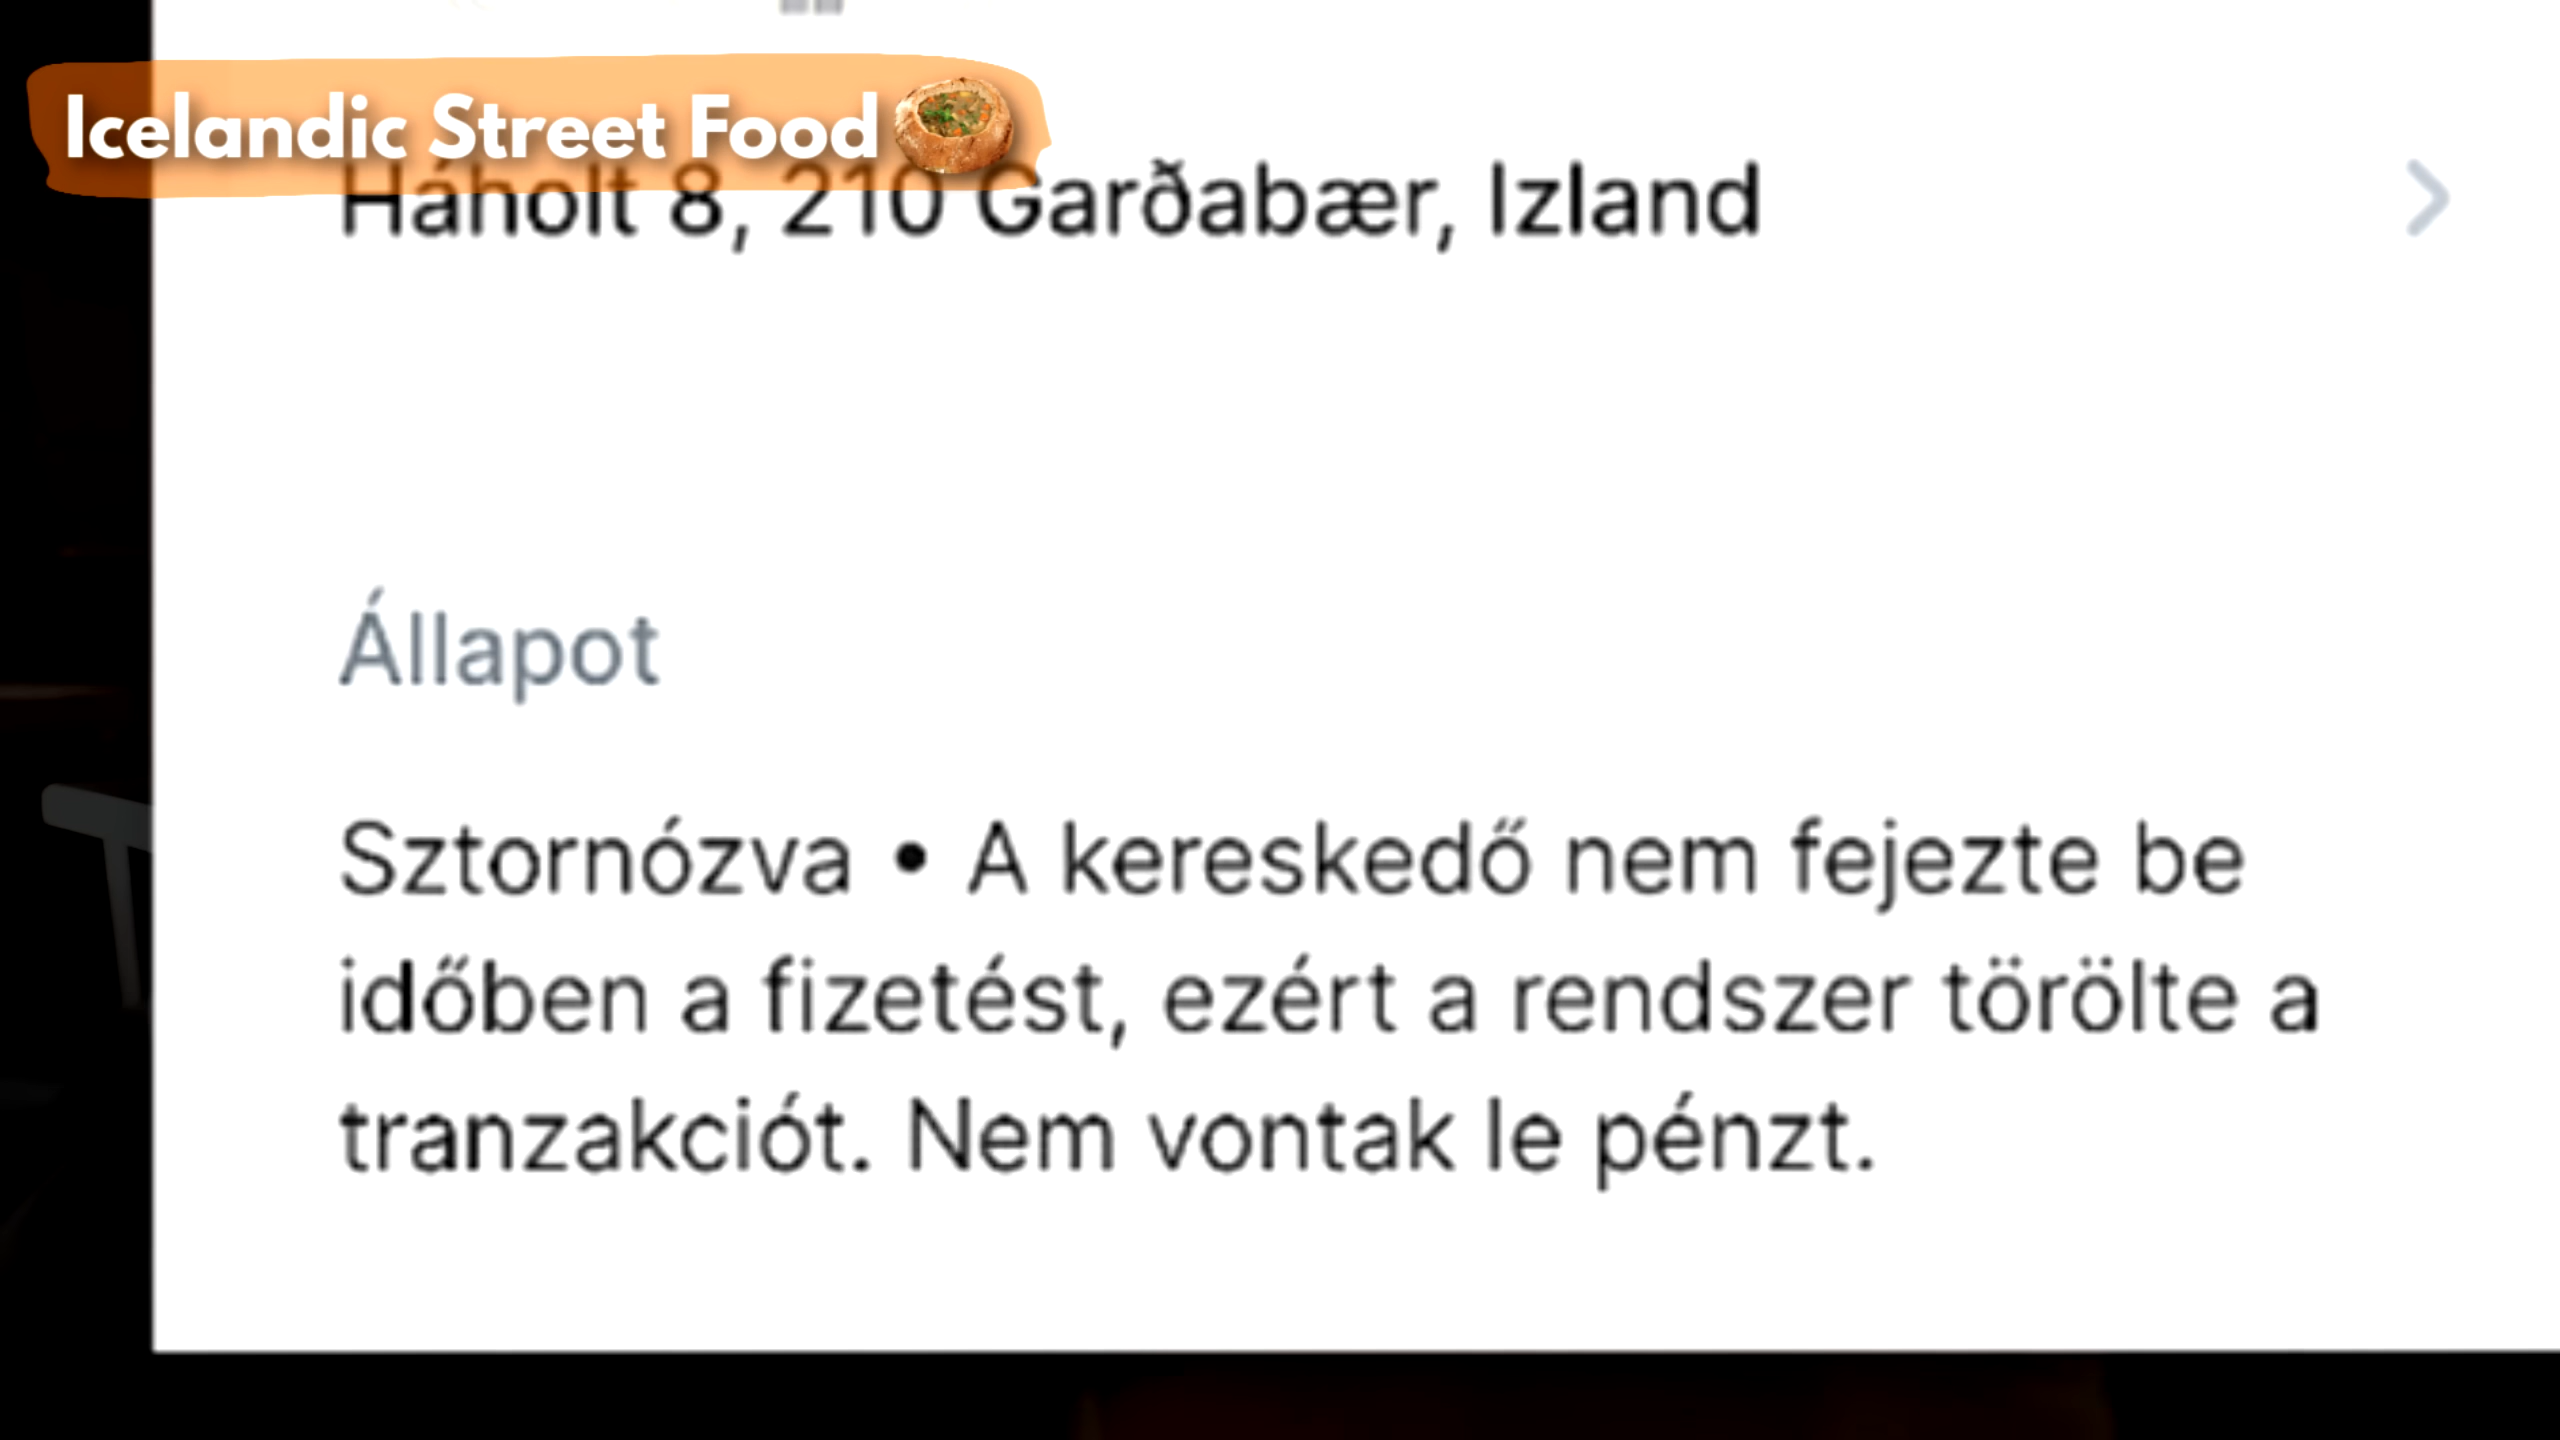 Icelandic Street Food
Háholt 8, 210 Garðabær, Izland
Állapot
Sztornózva • A kereskedő nem fejezte be
időben a fizetést, ezért a rendszer törölte a
tranzakciót. Nem vontak le pénzt.